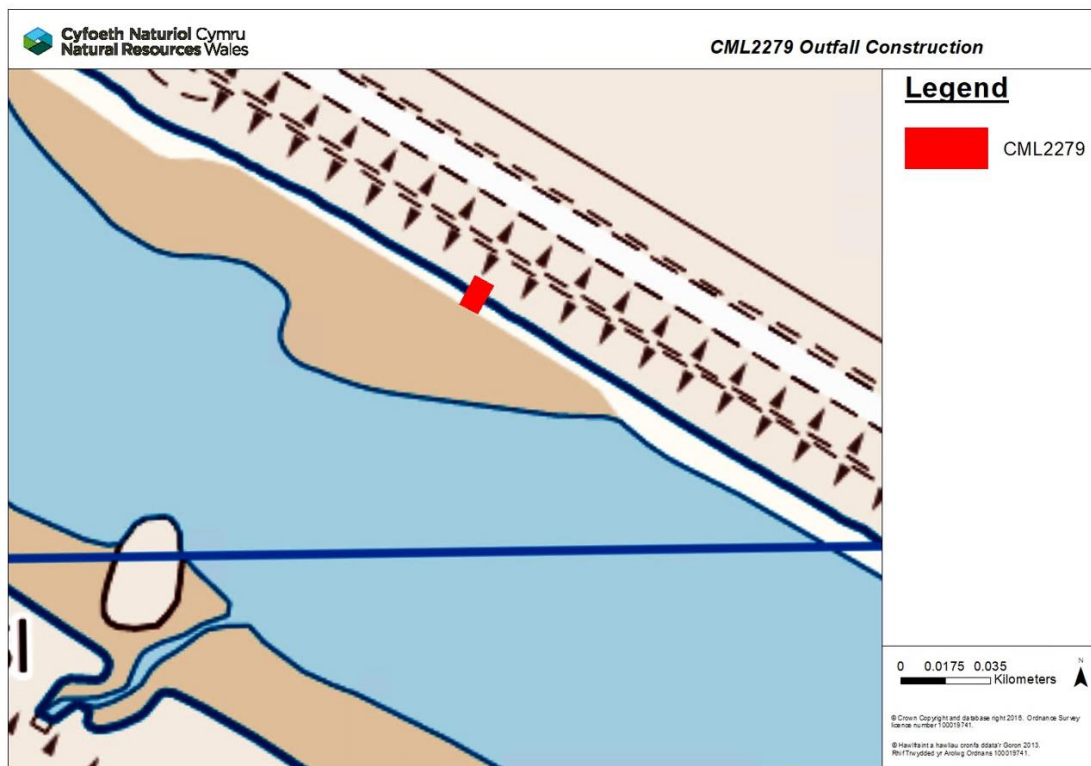 Cyfoeth Naturiol Cymru
Natural Resources Wales
CML2279 Outfall Construction
Legend
CML2279
0 0.0175 0.035
Kilometers
N
© Crown Copyright and database right 2016. Ordnance Survey
licence number 100019741.
© Hawlfraint a hawliau cronfa ddata'r Goron 2013.
Rhif Trwydded yr Arolwg Ordnans 100019741.